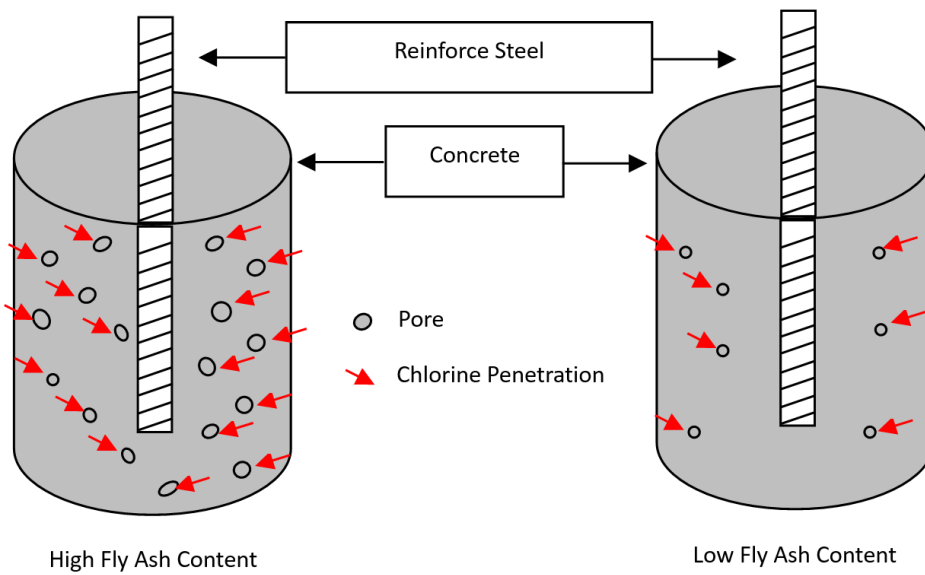 Reinforce Steel
Concrete
Pore
Chlorine Penetration
High Fly Ash Content
Low Fly Ash Content